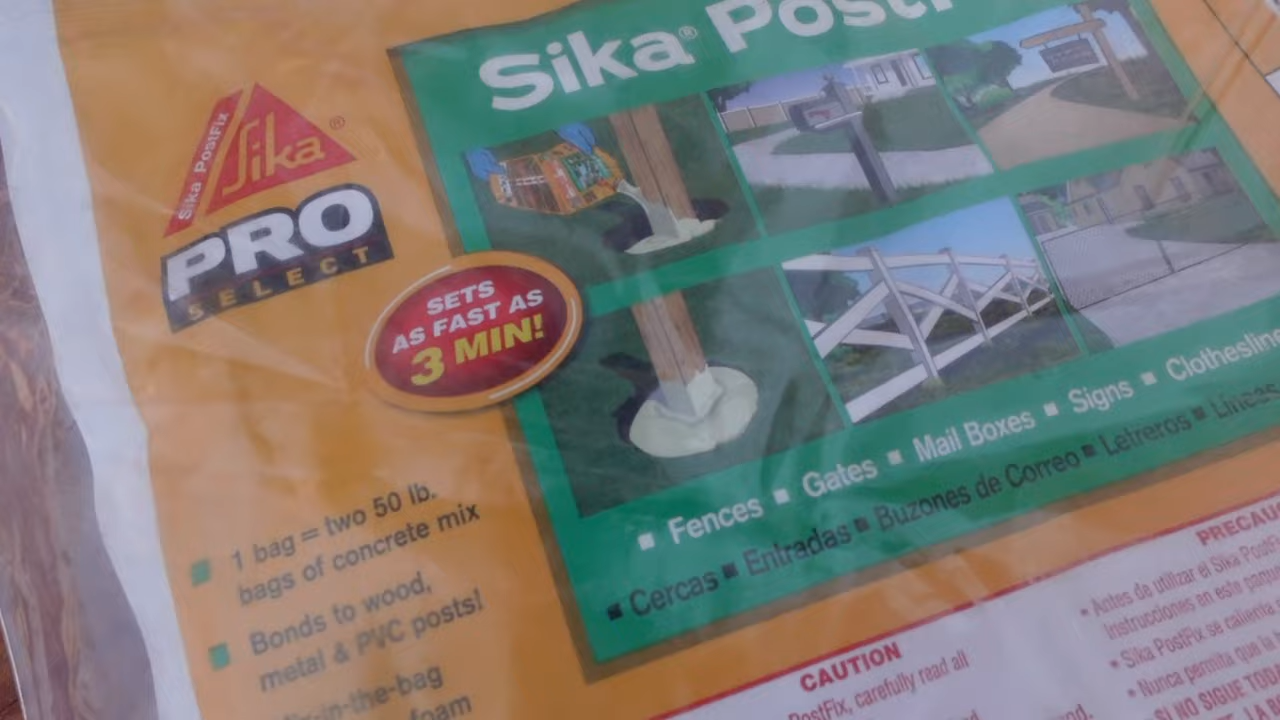 Sika® PostF
Sika PostFix
Sika®
PRO
SELECT
SETS
AS FAST AS
3 MIN!
1 bag = two 50 lb.
bags of concrete mix
Bonds to wood,
metal & PVC posts!
-in-the-bag
foam
■ Fences ■ Gates ■ Mail Boxes ■ Signs ■ Clothesline
■ Cercas ■ Entradas ■ Buzones de Correo ■ Letreros ■ Líneas
CAUTION
PostFix, carefully read all
PRECAU
• Antes de utilizar el Sika PostF
instrucciones en este paque
• Sika PostFix se calienta
• Nunca permita que la
SI NO SIGUE TODA